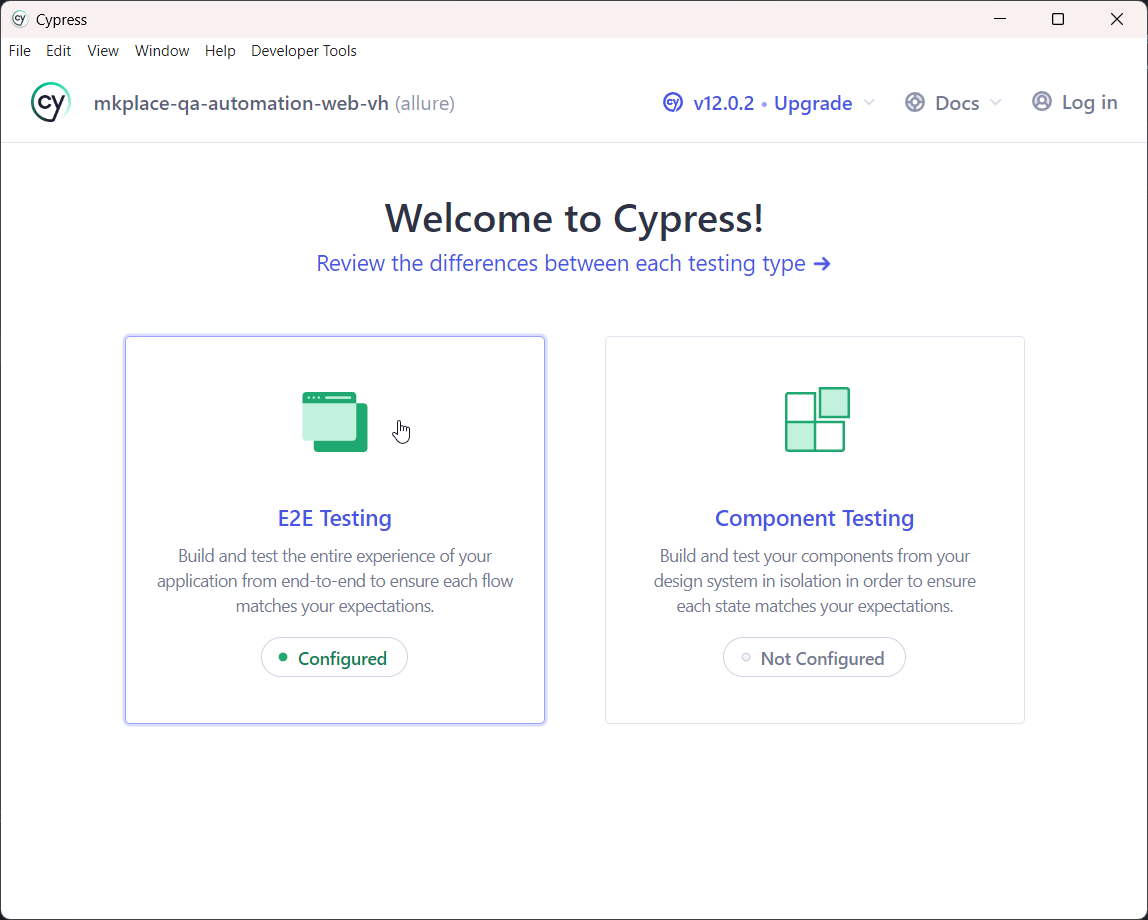 cy Cypress
File Edit View Window Help Developer Tools
cy mkplace-qa-automation-web-vh (allure) cy v12.0.2 • Upgrade Docs Log in
Welcome to Cypress!
Review the differences between each testing type →
E2E Testing
Build and test the entire experience of your
application from end-to-end to ensure each flow
matches your expectations.
Configured
Component Testing
Build and test your components from your
design system in isolation in order to ensure
each state matches your expectations.
Not Configured